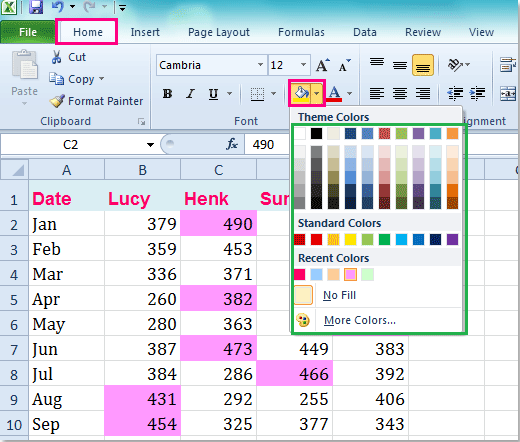 File Home Insert Page Layout Formulas Data Re
Cut
Copy
Format Painter
Paste
Clipboard
Cambria 12 A A
B I U A
Font
Alignment
C2 fx 490
Theme Colors
Standard Colors
Recent Colors
No Fill
More Colors...
A B C
1 Date Lucy Henk Sun
2 Jan 379 490
3 Feb 359 453
4 Mar 336 371
5 Apr 260 382
6 May 280 363
7 Jun 387 473 449 383
8 Jul 384 286 466 392
9 Aug 431 292 255 406
10 Sep 454 325 377 343